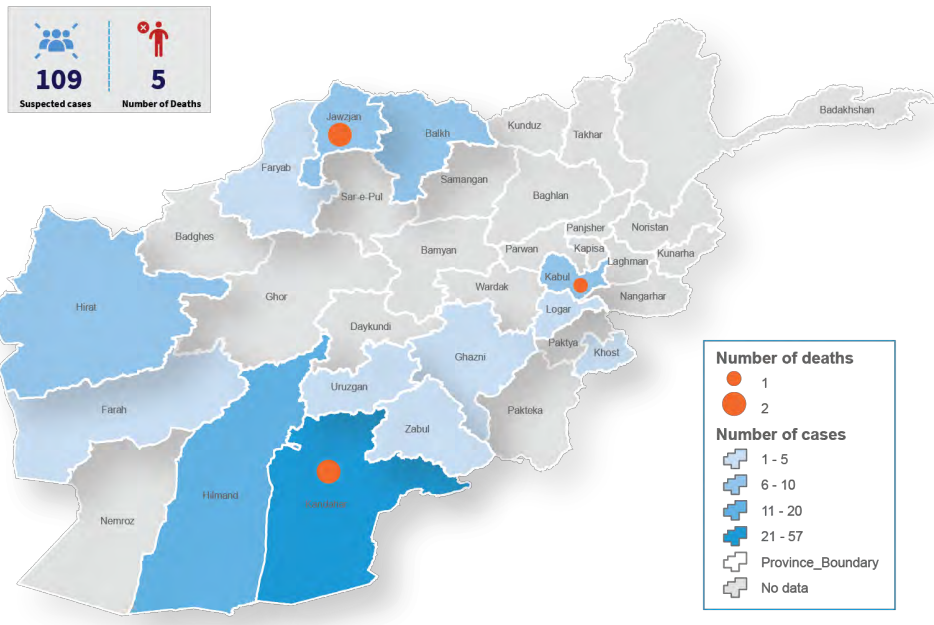 109
Suspected cases
5
Number of Deaths
Badakhshan
Jawzjan
Kunduz
Balkh
Takhar
Faryab
Samangan
Sar-e-Pul
Baghlan
Panjsher
Noristan
Badghes
Bamyan
Parwan
Kapisa
Kunarha
Laghman
Kabul
Wardak
Nangarhar
Ghor
Hirat
Logar
Daykundi
Paktya
Khost
Ghazni
Uruzgan
Farah
Pakteka
Zabul
Hilmand
Nemroz
Number of deaths
1
2
Number of cases
1 - 5
6 - 10
11 - 20
21 - 57
Province_Boundary
No data